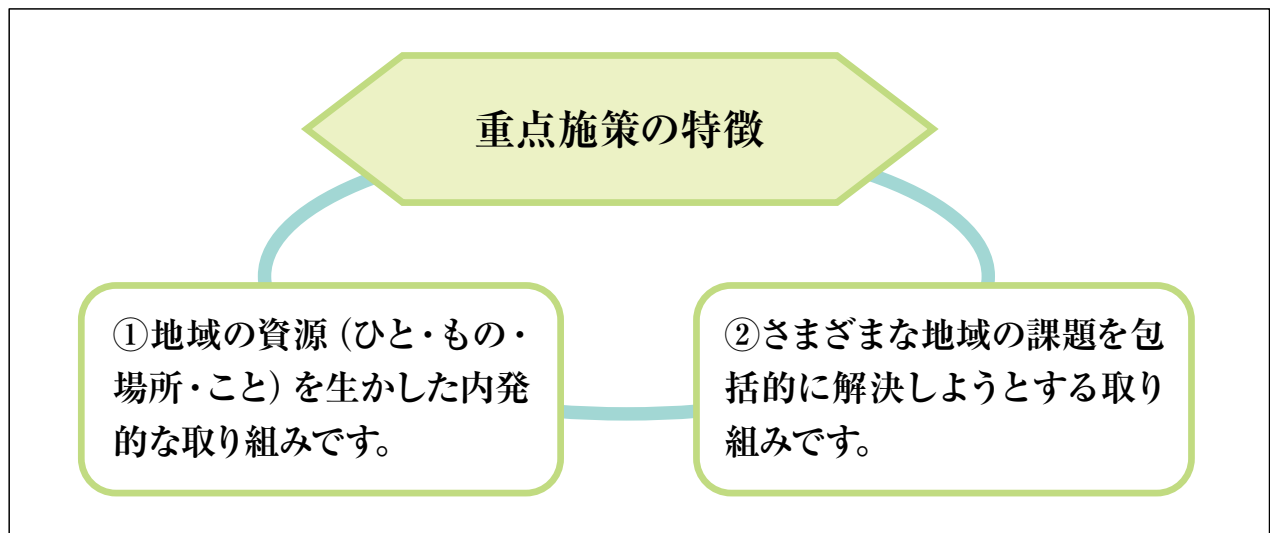 重点施策の特徴
①地域の資源（ひと・もの・
場所・こと）を生かした内発
的な取り組みです。
②さまざまな地域の課題を包
括的に解決しようとする取り
組みです。